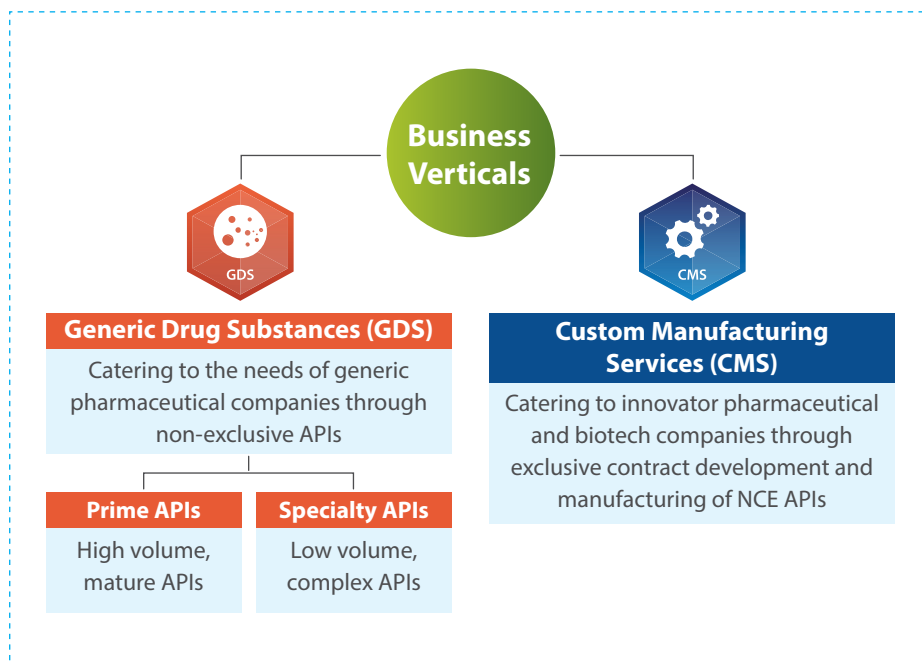 Business
Verticals
GDS
CMS
Generic Drug Substances (GDS)
Catering to the needs of generic
pharmaceutical companies through
non-exclusive APIs
Prime APIs
High volume,
mature APIs
Specialty APIs
Low volume,
complex APIs
Custom Manufacturing
Services (CMS)
Catering to innovator pharmaceutical
and biotech companies through
exclusive contract development and
manufacturing of NCE APIs